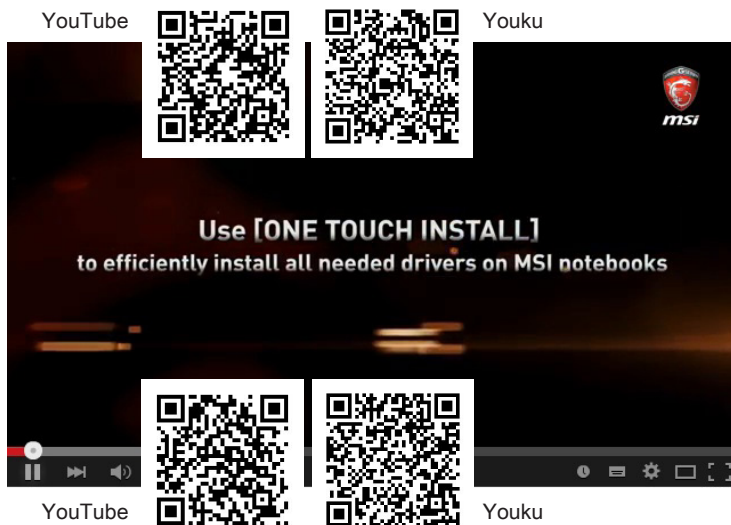 YouTube
Youku
msi
Use [ONE TOUCH INSTALL]
to efficiently install all needed drivers on MSI notebooks
YouTube
Youku